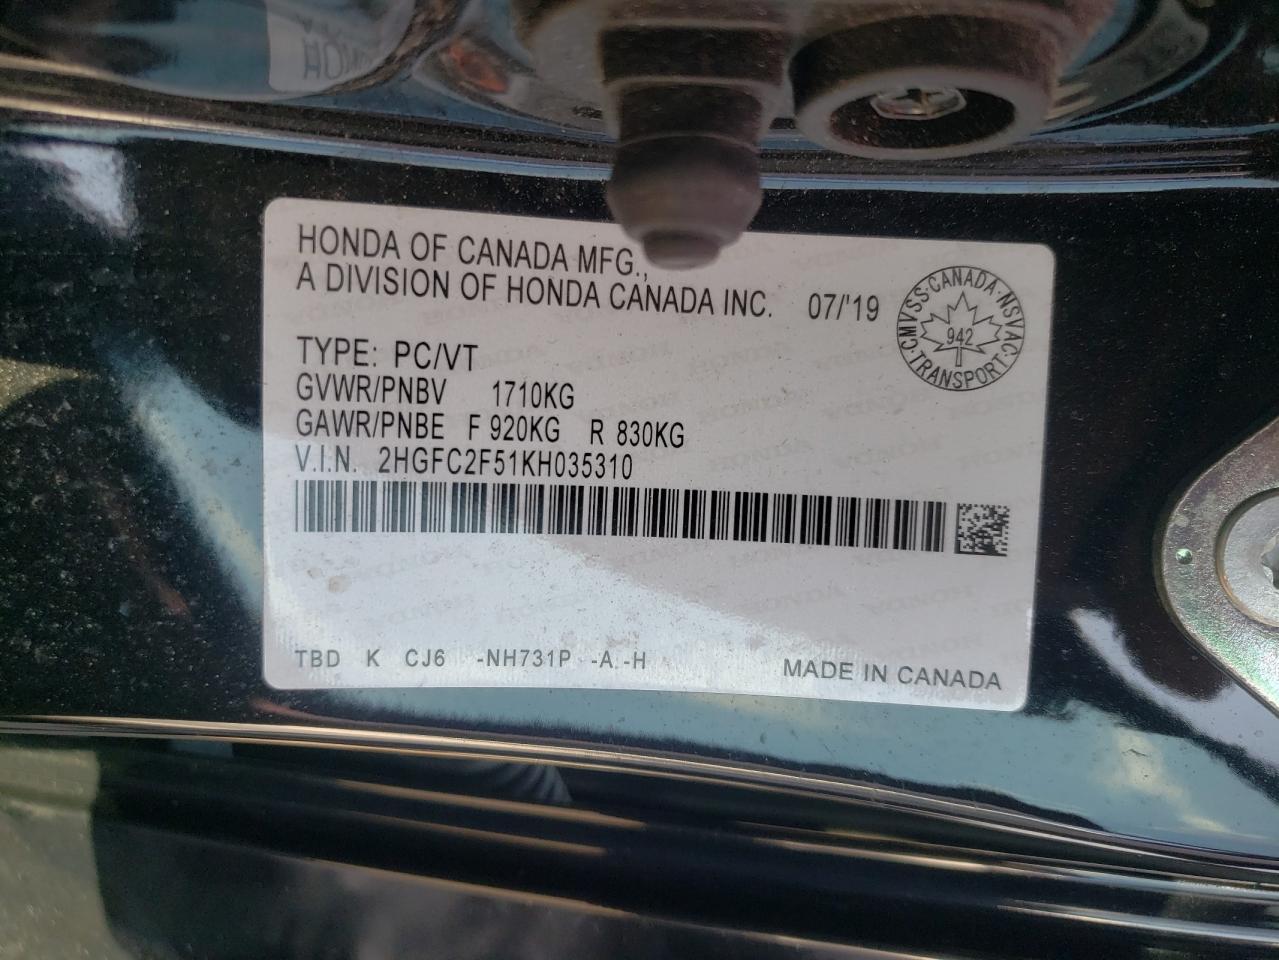 HONDA OF CANADA MFG.,
A DIVISION OF HONDA CANADA INC. 07/'19
CMVSS·CANADA·NSVAC·TRANSPORT·
942
TYPE: PC/VT
GVWR/PNBV 1710KG
GAWR/PNBE F 920KG R 830KG
V.I.N. 2HGFC2F51KH035310
TBD K CJ6 -NH731P -A -H MADE IN CANADA